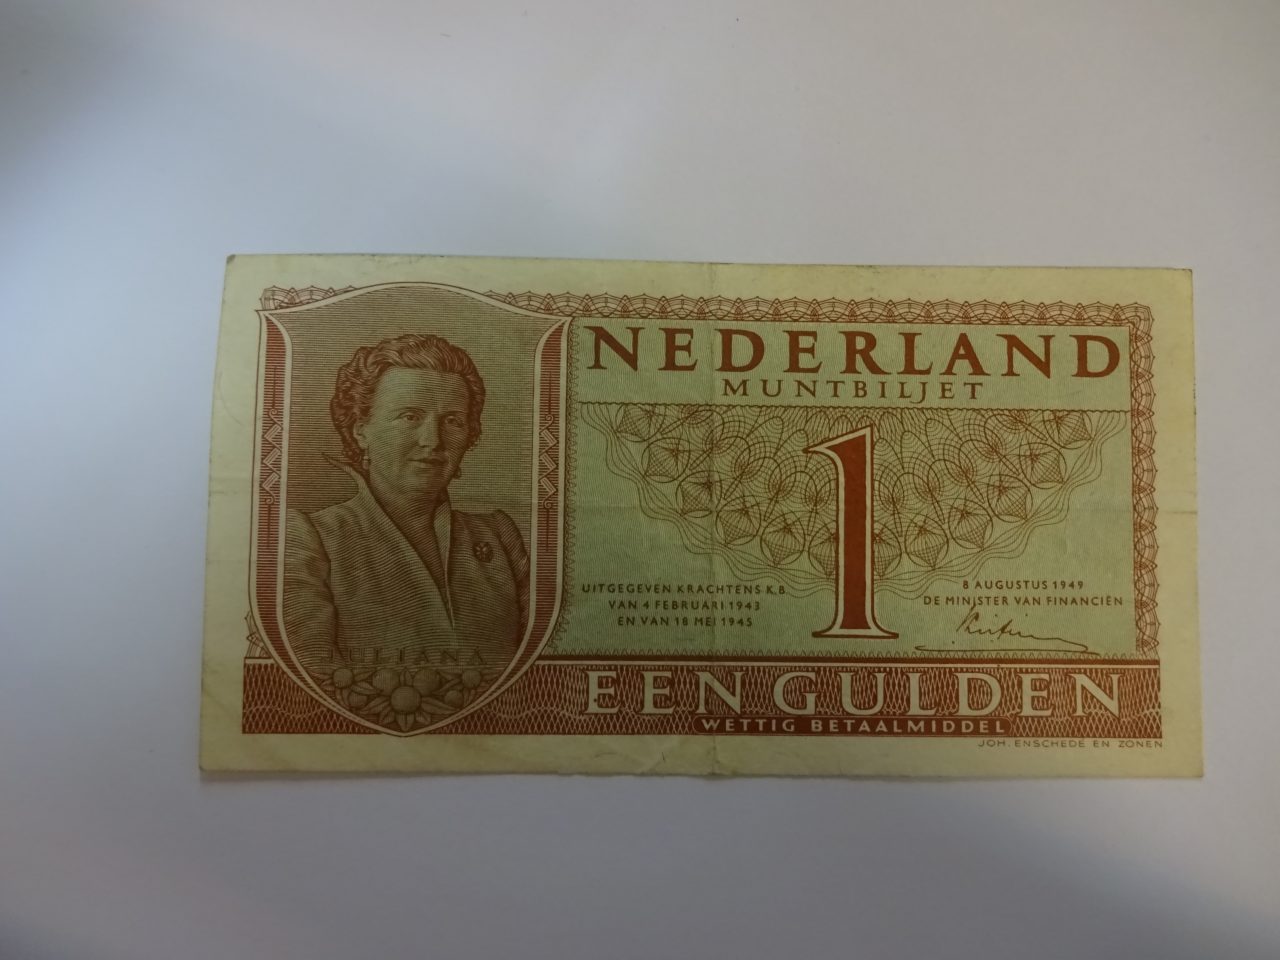 NEDERLAND
MUNTBILJET
1
UITGEGEVEN KRACHTENS K.B.
VAN 4 FEBRUARI 1943
EN VAN 18 MEI 1945
8 AUGUSTUS 1949
DE MINISTER VAN FINANCIËN
JULIANA
EEN GULDEN
WETTIG BETAALMIDDEL
JOH. ENSCHEDE EN ZONEN